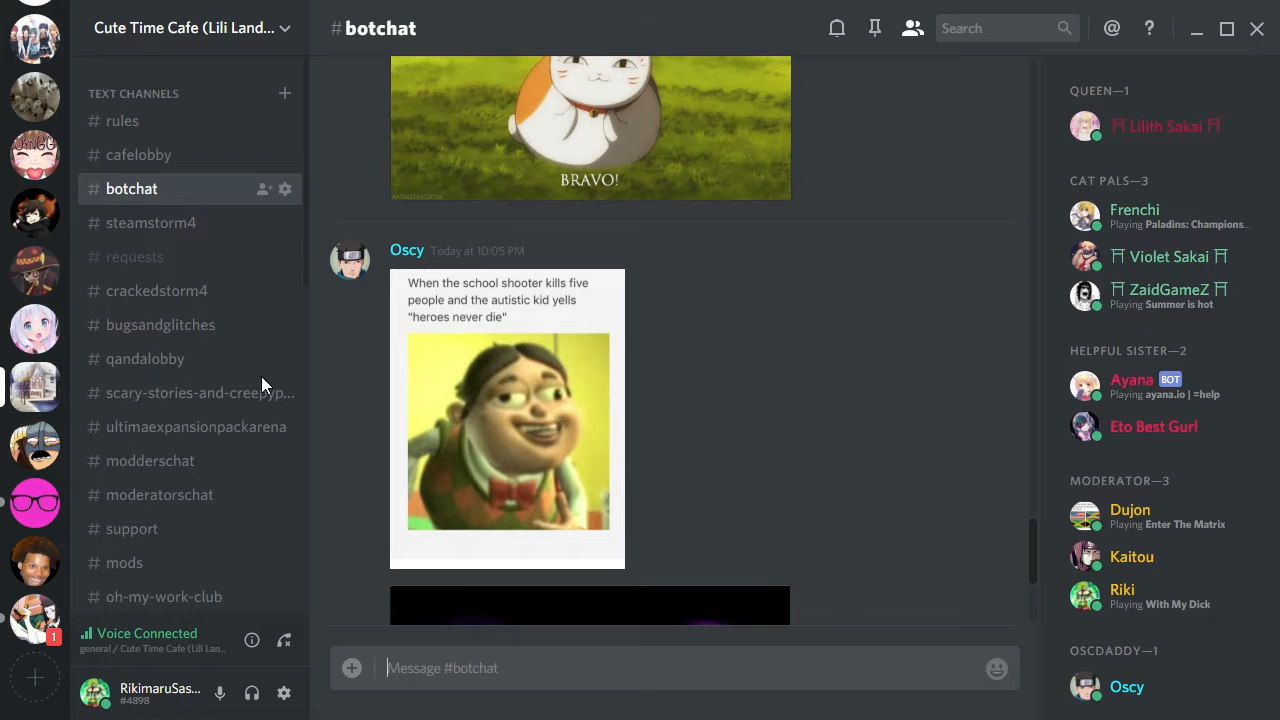 Cute Time Cafe (Lili Land...
TEXT CHANNELS
rules
cafelobby
botchat
steamstorm4
requests
crackedstorm4
bugsandglitches
qandalobby
scary-stories-and-creepyp...
ultimaexpansionpackarena
modderschat
moderatorschat
support
mods
oh-my-work-club
Voice Connected
general / Cute Time Cafe (Lili Lan...
RikimaruSas...
#4898
1
#botchat
Search
BRAVO!
Oscy Today at 10:05 PM
When the school shooter kills five
people and the autistic kid yells
"heroes never die"
Message #botchat
QUEEN—1
⛩ Lilith Sakai ⛩
CAT PALS—3
Frenchi
Playing Paladins: Champions...
⛩ Violet Sakai ⛩
⛩ ZaidGameZ ⛩
Playing Summer is hot
HELPFUL SISTER—2
Ayana BOT
Playing ayana.io | =help
Eto Best Gurl
MODERATOR—3
Dujon
Playing Enter The Matrix
Kaitou
Riki
Playing With My Dick
OSCDADDY—1
Oscy